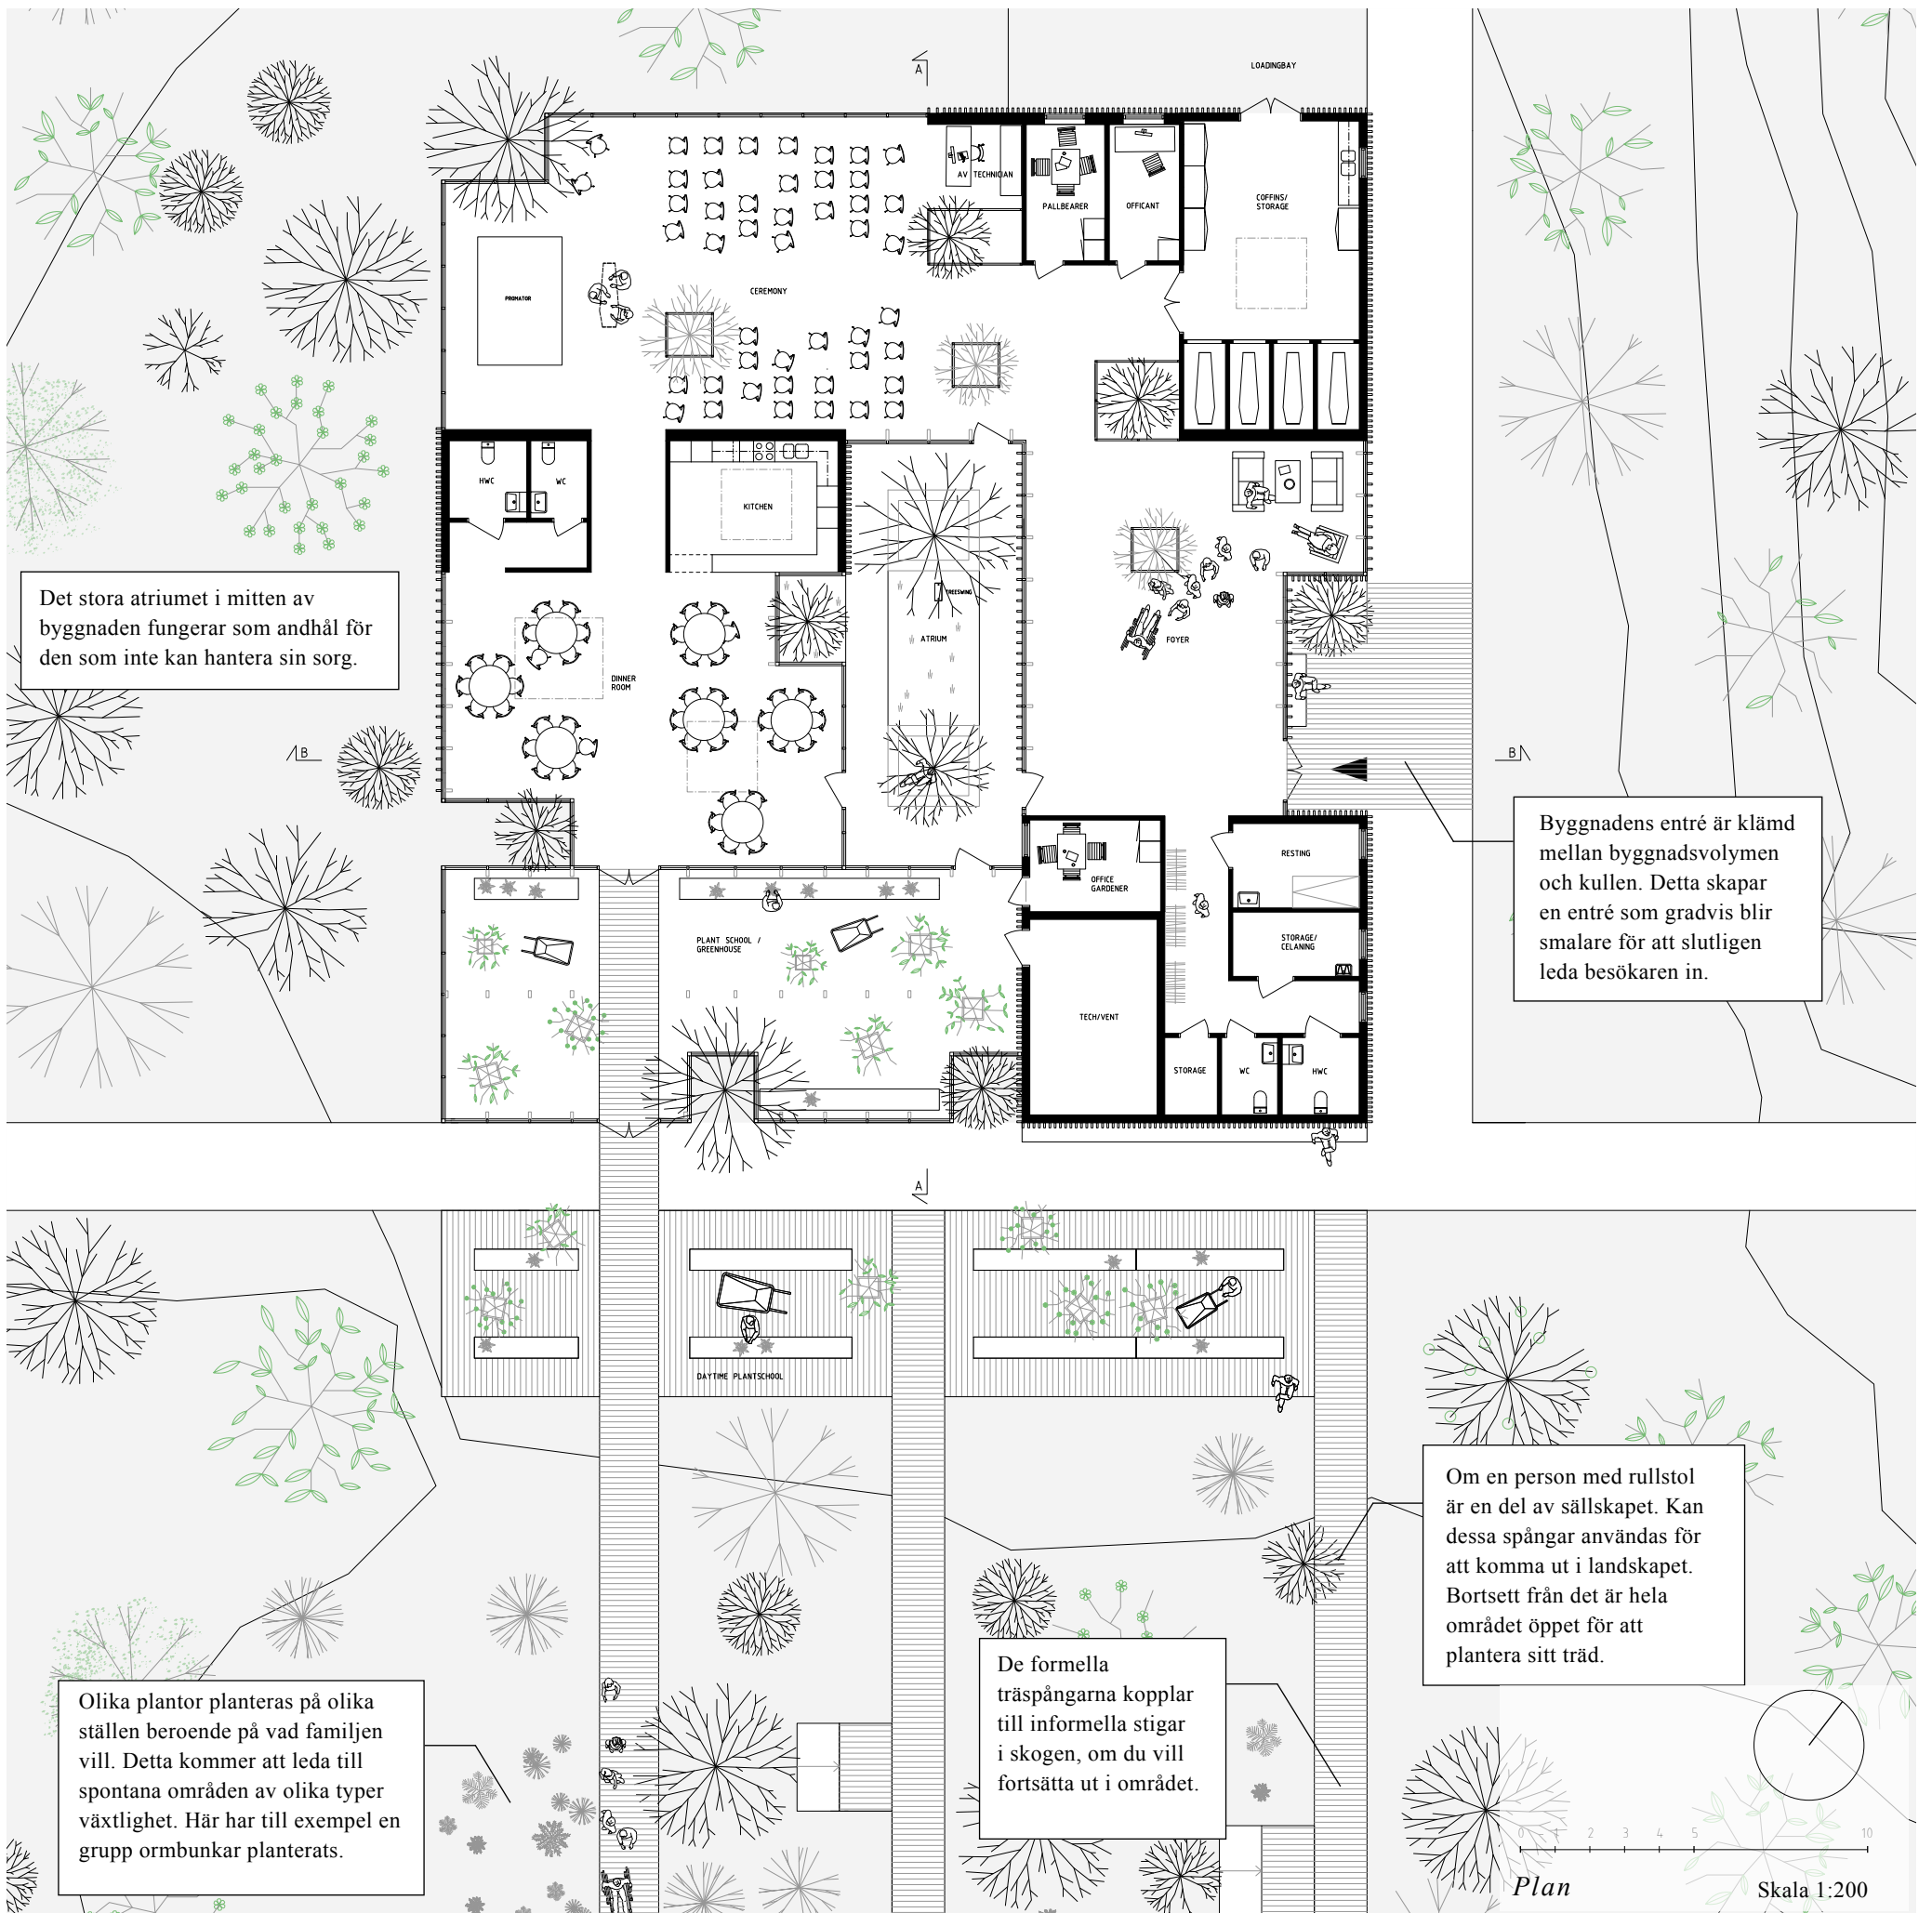 A
LOADINGBAY
AV TECHNICIAN
PALLBEARER
OFFICANT
COFFINS/
STORAGE
PROMATOR
CEREMONY
HWC
WC
KITCHEN
TREESWING
ATRIUM
FOYER
DINNER
ROOM
Det stora atriumet i mitten av
byggnaden fungerar som andhål för
den som inte kan hantera sin sorg.
B
B
Byggnadens entré är klämd
mellan byggnadsvolymen
och kullen. Detta skapar
en entré som gradvis blir
smalare för att slutligen
leda besökaren in.
RESTING
OFFICE
GARDENER
PLANT SCHOOL /
GREENHOUSE
STORAGE/
CELANING
TECH/VENT
STORAGE
WC
HWC
A
DAYTIME PLANTSCHOOL
Om en person med rullstol
är en del av sällskapet. Kan
dessa spångar användas för
att komma ut i landskapet.
Bortsett från det är hela
området öppet för att
plantera sitt träd.
De formella
träspångarna kopplar
till informella stigar
i skogen, om du vill
fortsätta ut i området.
Olika plantor planteras på olika
ställen beroende på vad familjen
vill. Detta kommer att leda till
spontana områden av olika typer
växtlighet. Här har till exempel en
grupp ormbunkar planterats.
0 1 2 3 4 5 10
Plan
Skala 1:200